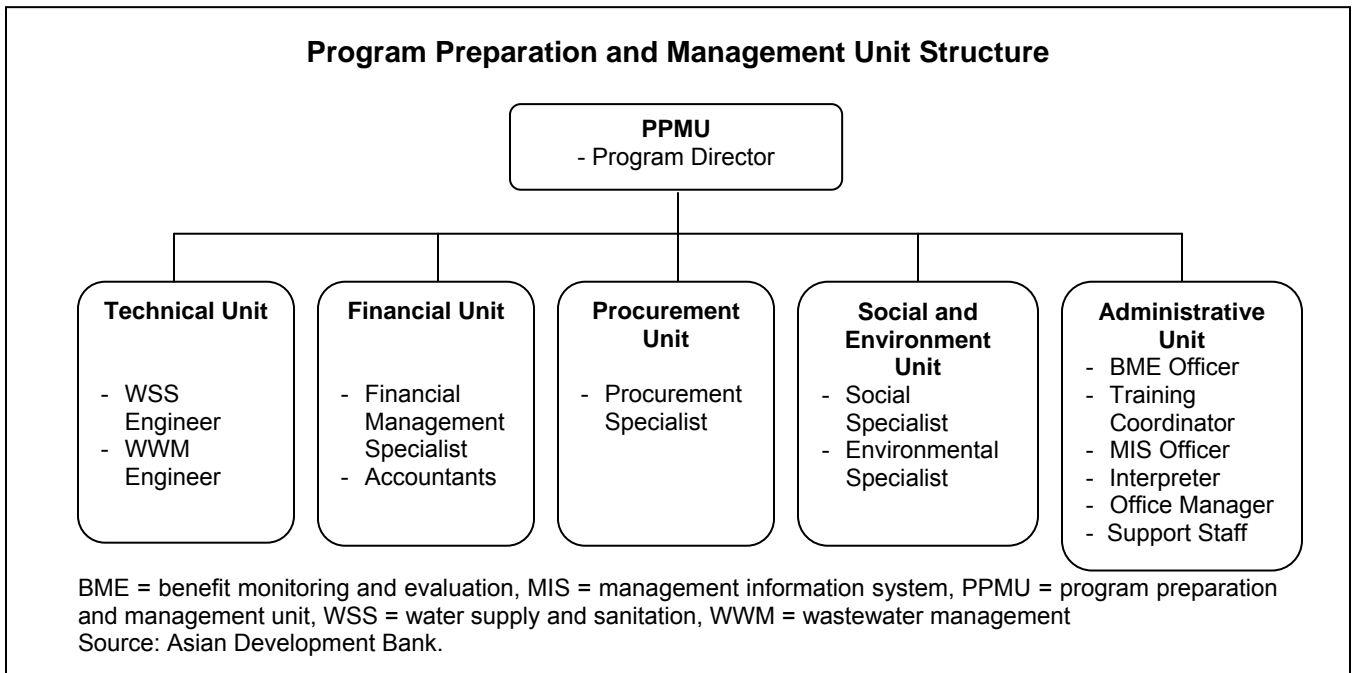 Program Preparation and Management Unit Structure
PPMU
- Program Director
Technical Unit
- WSS
Engineer
- WWM
Engineer
Financial Unit
- Financial
Management
Specialist
- Accountants
Procurement
Unit
- Procurement
Specialist
Social and
Environment
Unit
- Social
Specialist
- Environmental
Specialist
Administrative
Unit
- BME Officer
- Training
Coordinator
- MIS Officer
- Interpreter
- Office Manager
- Support Staff
BME = benefit monitoring and evaluation, MIS = management information system, PPMU = program preparation
and management unit, WSS = water supply and sanitation, WWM = wastewater management
Source: Asian Development Bank.